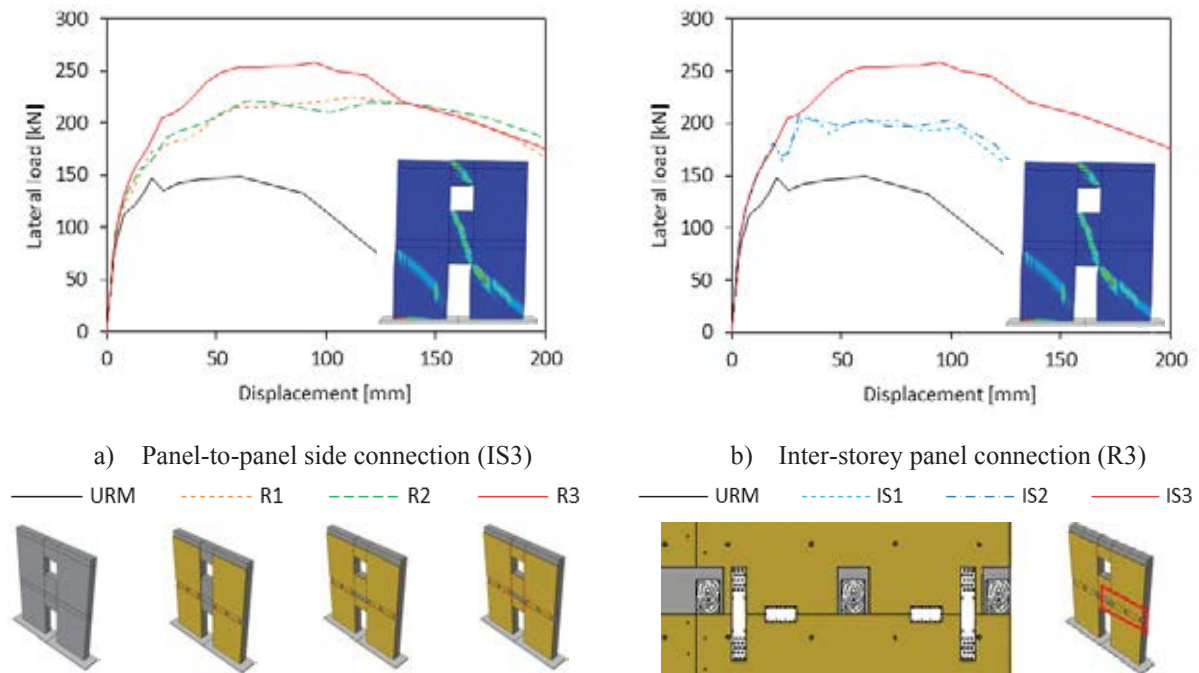 300
250
200
150
100
50
0
Lateral load [kN]
0 50 100 150 200
Displacement [mm]
300
250
200
150
100
50
0
Lateral load [kN]
0 50 100 150 200
Displacement [mm]
a) Panel-to-panel side connection (IS3)
b) Inter-storey panel connection (R3)
URM R1 R2 R3
URM IS1 IS2 IS3